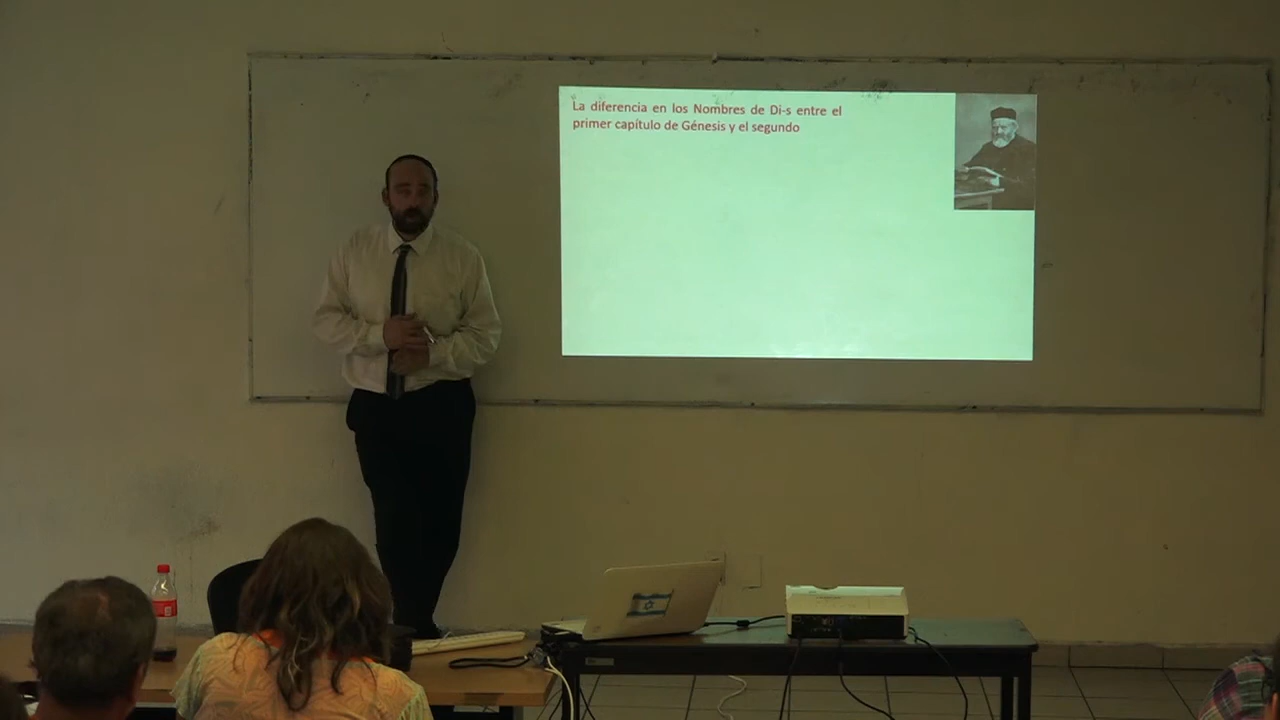 La diferencia en los Nombres de Di-s entre el
primer capítulo de Génesis y el segundo